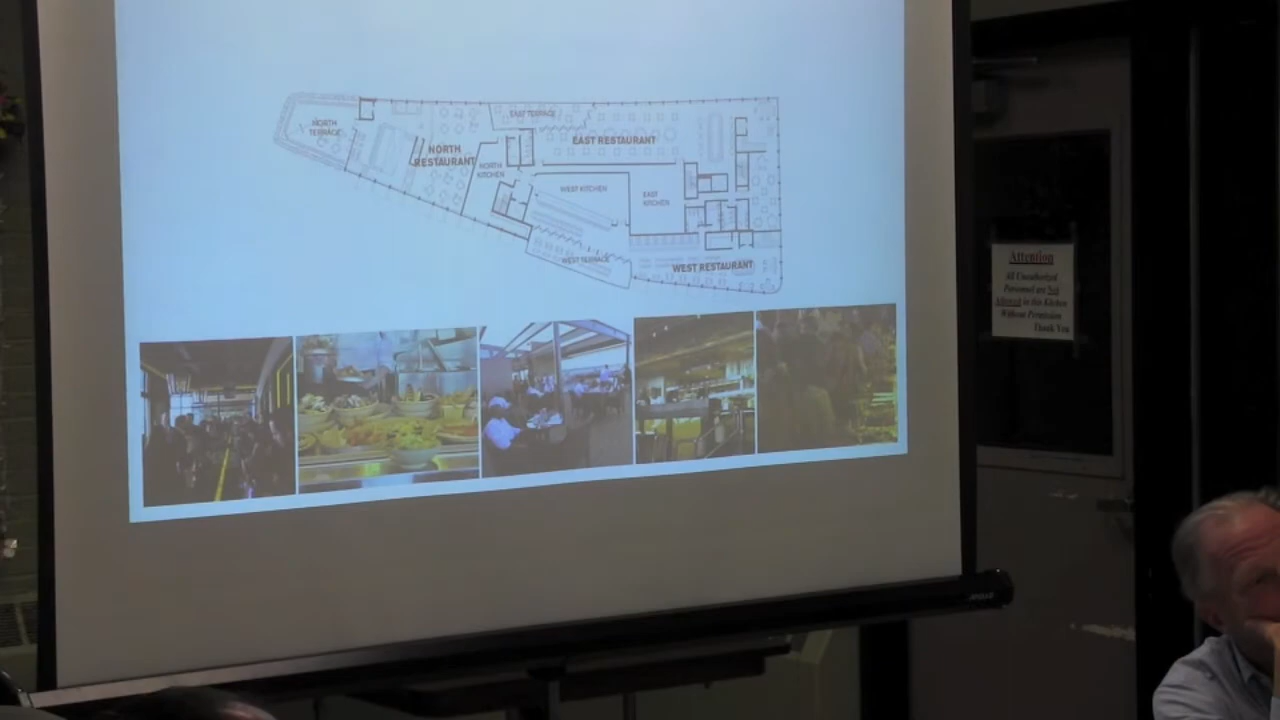 NORTH
TERRACE
NORTH
RESTAURANT
NORTH
KITCHEN
EAST TERRACE
EAST RESTAURANT
WEST KITCHEN
EAST
KITCHEN
WEST TERRACE
WEST RESTAURANT
Attention
All Unauthorized
Personnel are Not
Allowed in this Kitchen
Without Permission
Thank You